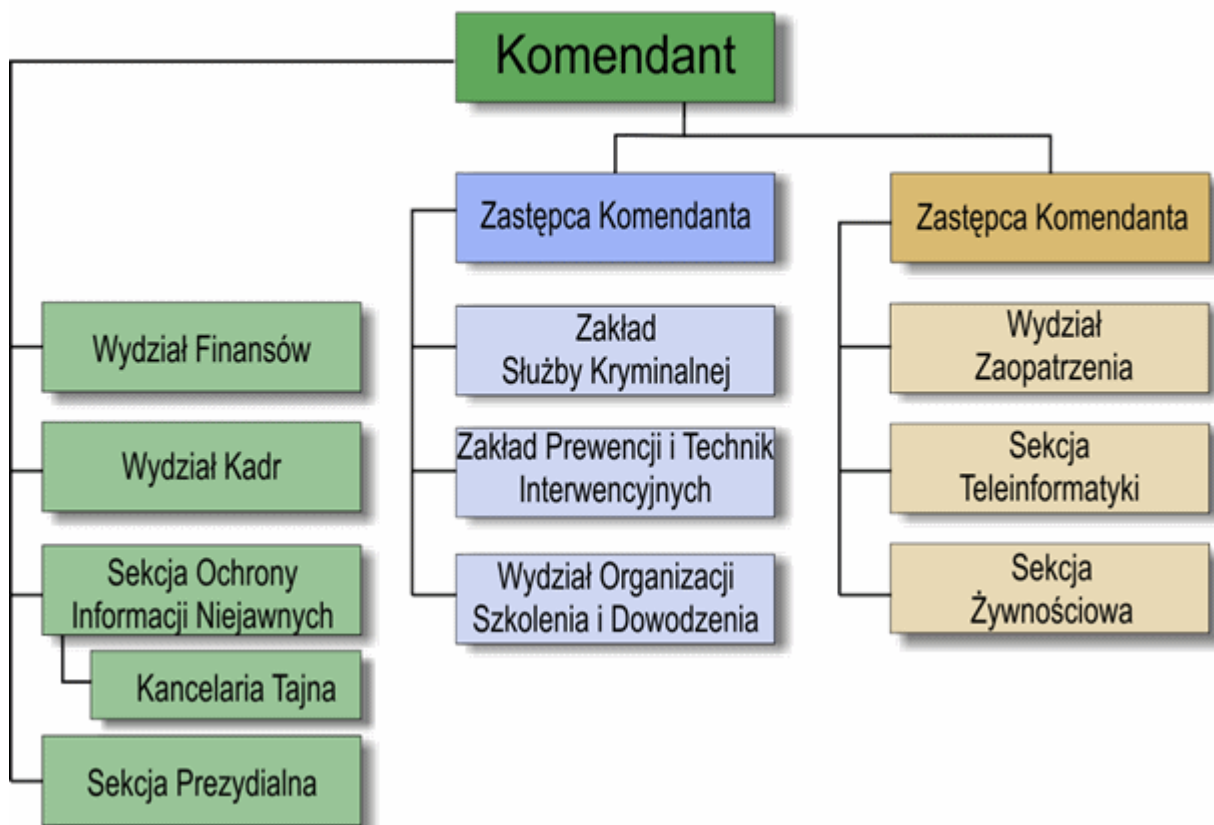 Komendant
Zastępca Komendanta
Zastępca Komendanta
Wydział Finansów
Wydział Kadr
Sekcja Ochrony
Informacji Niejawnych
Kancelaria Tajna
Sekcja Prezydialna
Zakład
Służby Kryminalnej
Zakład Prewencji i Technik
Interwencyjnych
Wydział Organizacji
Szkolenia i Dowodzenia
Wydział
Zaopatrzenia
Sekcja
Teleinformatyki
Sekcja
Żywnościowa